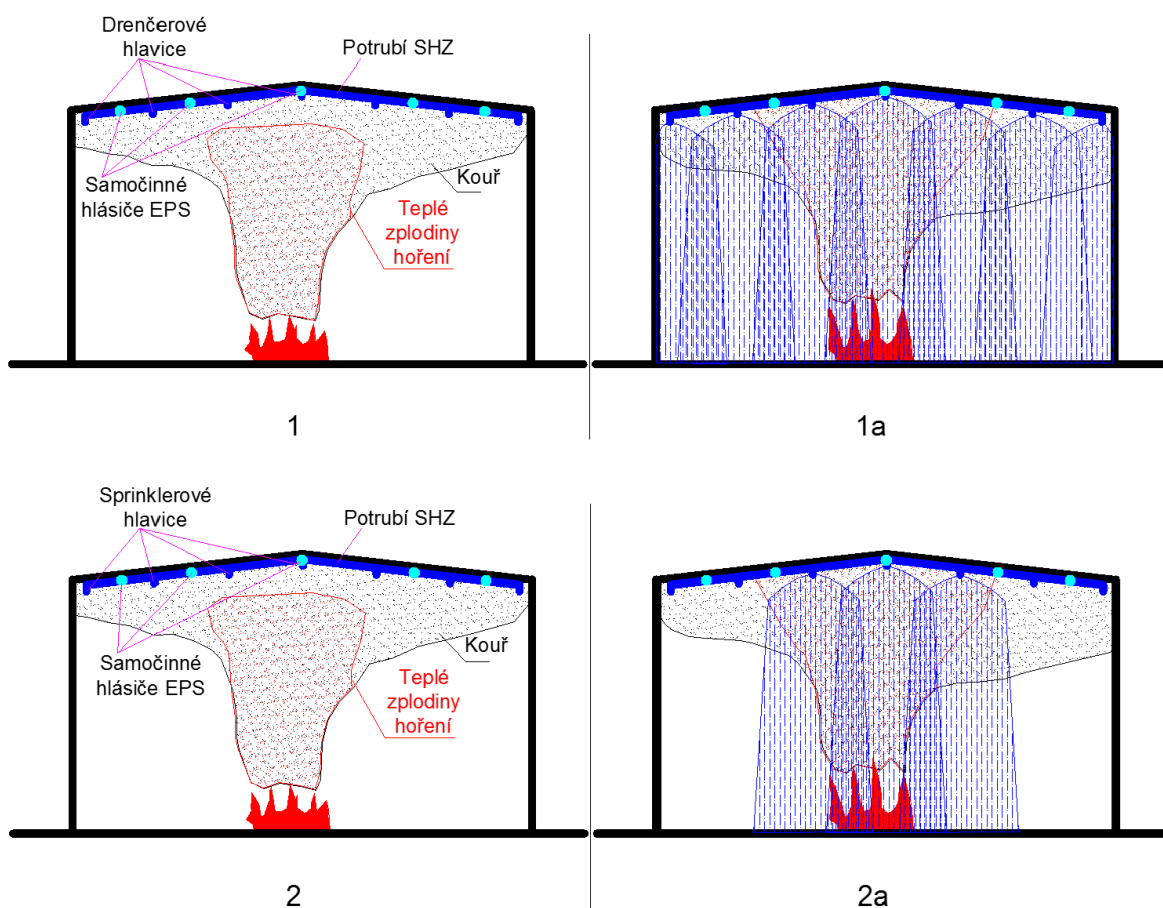 Drenčerové
hlavice
Potrubí SHZ
Samočinné
hlásiče EPS
Kouř
Teplé
zplodiny
hoření
1
1a
Sprinklerové
hlavice
Potrubí SHZ
Samočinné
hlásiče EPS
Kouř
Teplé
zplodiny
hoření
2
2a